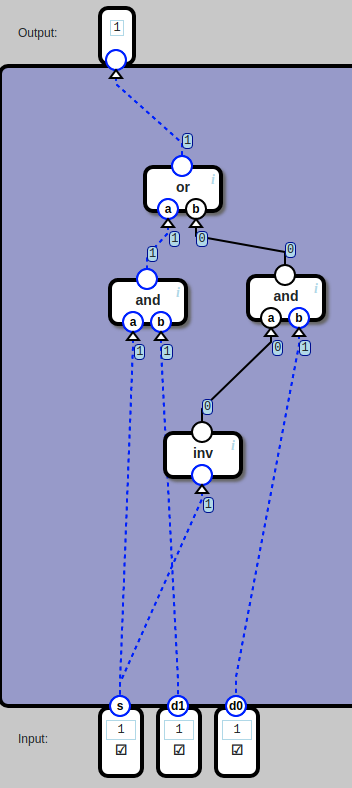 Output:
1
1
or i
a b
1 0
1 0
and i
and i
a b
a b
1 1
0 1
0
inv i
1
s d1 d0
Input:
1 1 1
☑ ☑ ☑